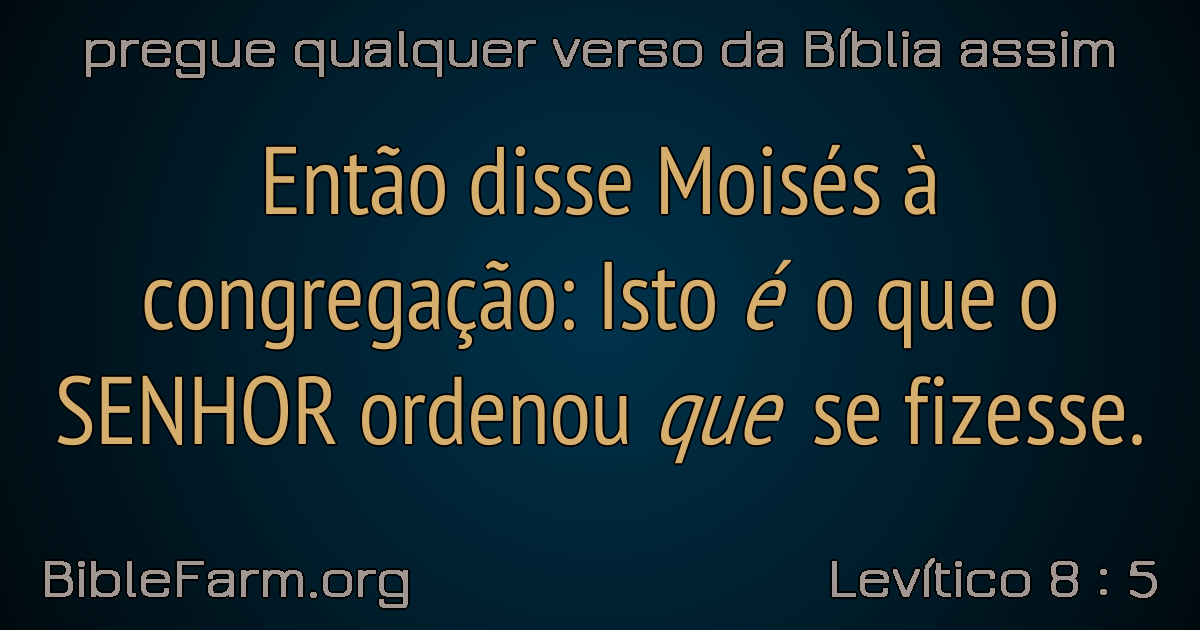 pregue qualquer verso da Bíblia assim
Então disse Moisés à
congregação: Isto é o que o
SENHOR ordenou que se fizesse.
BibleFarm.org
Levítico 8 : 5